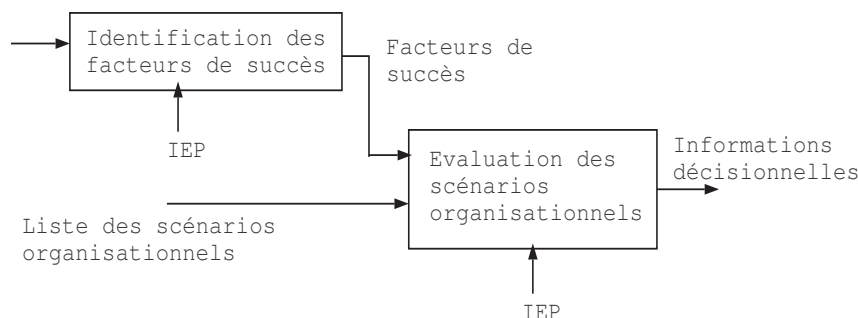 Identification des
facteurs de succès
Facteurs de
succès
IEP
Evaluation des
scénarios
organisationnels
Informations
décisionnelles
Liste des scénarios
organisationnels
IEP